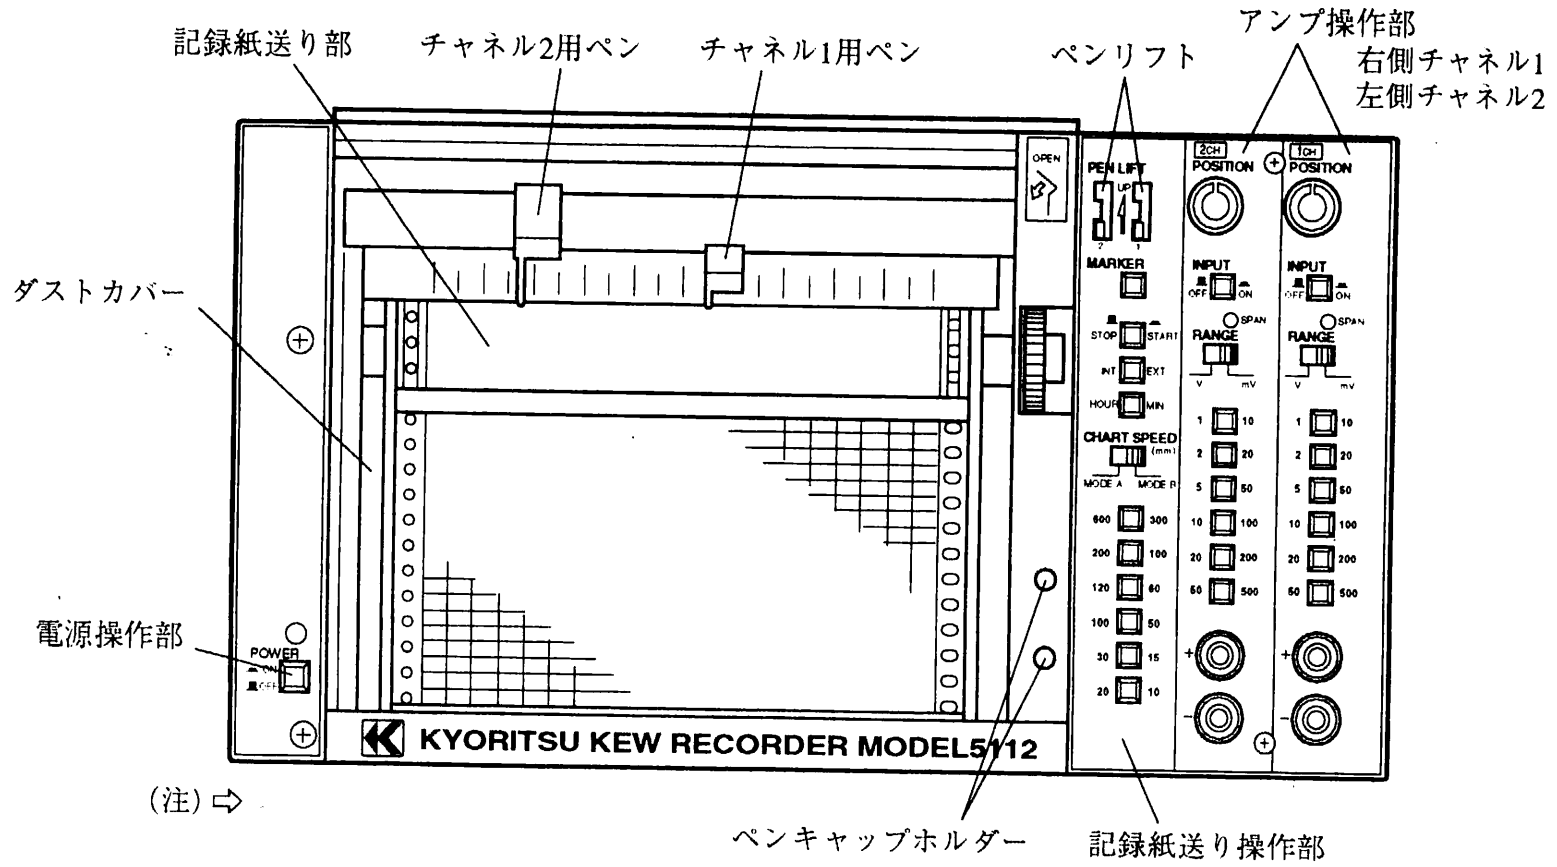 記録紙送り部
チャネル2用ペン
チャネル1用ペン
ペンリフト
アンプ操作部
右側チャネル1
左側チャネル2
ダストカバー
電源操作部
POWER
ON
OFF
OPEN
PEN LIFT
UP
2 1
MARKER
STOP START
INT EXT
HOUR MIN
CHART SPEED
(mm)
MODE A MODE B
600 300
200 100
120 60
100 50
30 15
20 10
2CH
POSITION
INPUT
OFF ON
SPAN
RANGE
V mV
1 10
2 20
5 50
10 100
20 200
50 500
+
−
1CH
POSITION
INPUT
OFF ON
SPAN
RANGE
V mV
1 10
2 20
5 50
10 100
20 200
50 500
+
−
KYORITSU KEW RECORDER MODEL5112
(注)⇨
ペンキャップホルダー
記録紙送り操作部